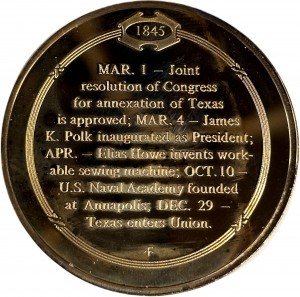 1845
MAR. 1 – Joint
resolution of Congress
for annexation of Texas
is approved; MAR. 4 – James
K. Polk inaugurated as President;
APR. – Elias Howe invents work-
able sewing machine; OCT. 10 –
U.S. Naval Academy founded
at Annapolis; DEC. 29 –
Texas enters Union.